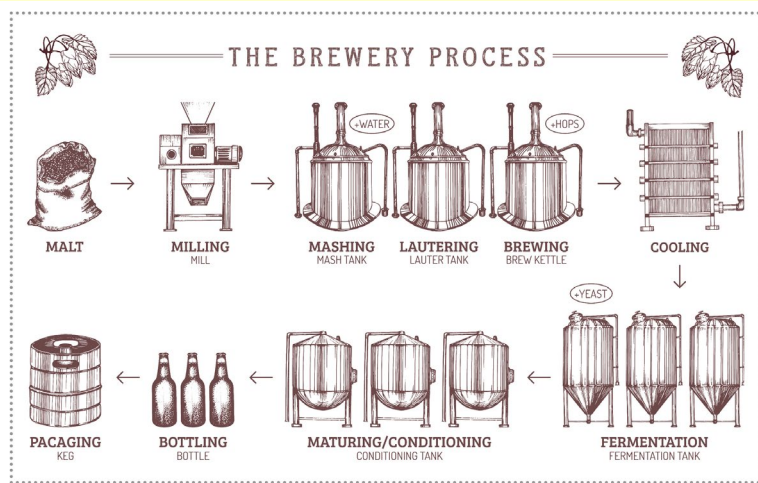 THE BREWERY PROCESS
+WATER
+HOPS
MALT
MILLING
MILL
MASHING
MASH TANK
LAUTERING
LAUTER TANK
BREWING
BREW KETTLE
COOLING
+YEAST
PACAGING
KEG
BOTTLING
BOTTLE
MATURING/CONDITIONING
CONDITIONING TANK
FERMENTATION
FERMENTATION TANK